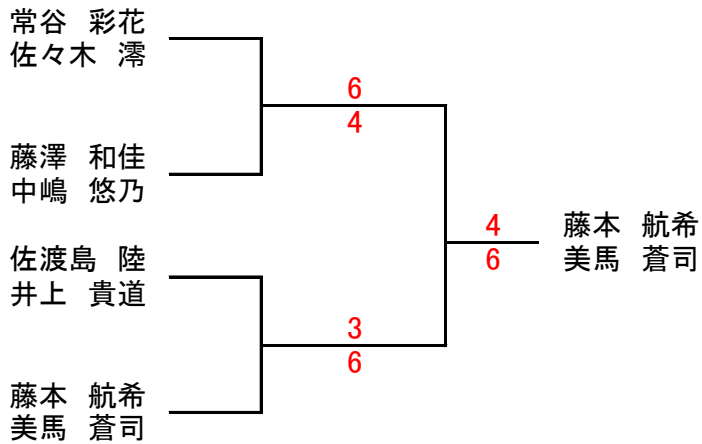 常谷 彩花
佐々木 澪
6
4
藤澤 和佳
中嶋 悠乃
4
6
藤本 航希
美馬 蒼司
佐渡島 陸
井上 貴道
3
6
藤本 航希
美馬 蒼司